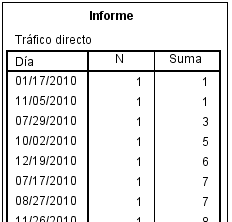 Informe
Tráfico directo
Día N Suma
01/17/2010 1 1
11/05/2010 1 1
07/29/2010 1 3
10/02/2010 1 5
12/19/2010 1 6
07/17/2010 1 7
08/27/2010 1 7
11/26/2010 1 8